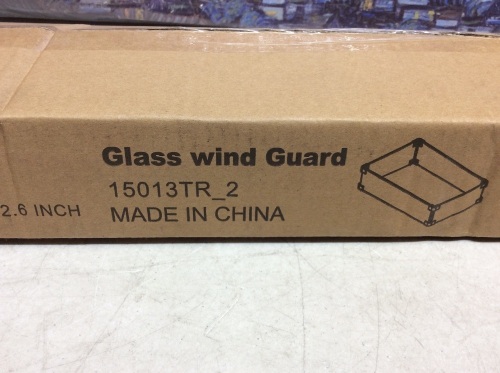 Glass wind Guard
15013TR_2
2.6 INCH
MADE IN CHINA